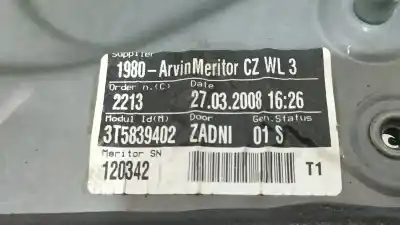 Supplier
1980-ArvinMeritor CZ WL 3
Order n.(C) Date
2213 27.03.2008 16:26
Modul Id(M) Door Gen.Status
3T5839402 ZADNI 01 S
Meritor SN
120342 T1